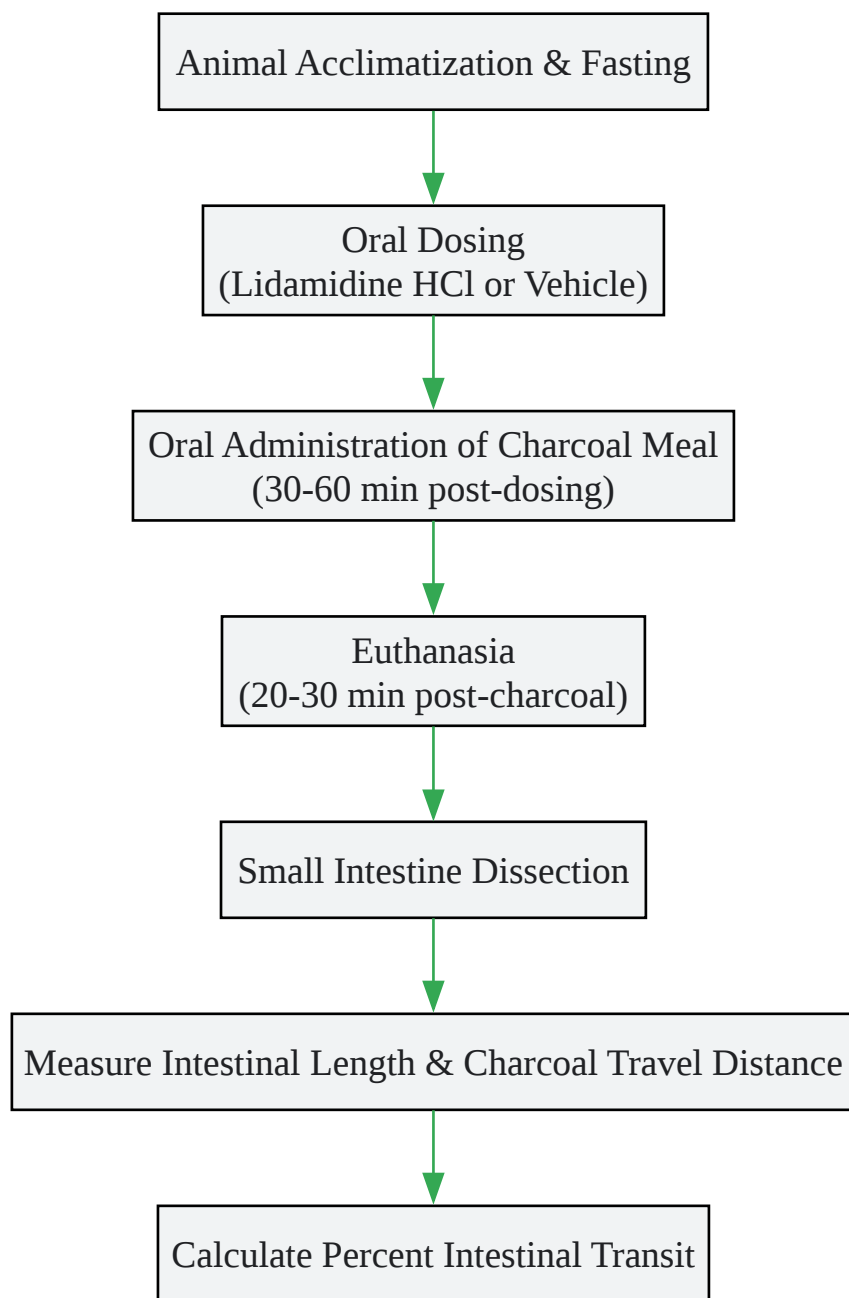 Animal Acclimatization & Fasting
Oral Dosing
(Lidamidine HCl or Vehicle)
Oral Administration of Charcoal Meal
(30-60 min post-dosing)
Euthanasia
(20-30 min post-charcoal)
Small Intestine Dissection
Measure Intestinal Length & Charcoal Travel Distance
Calculate Percent Intestinal Transit